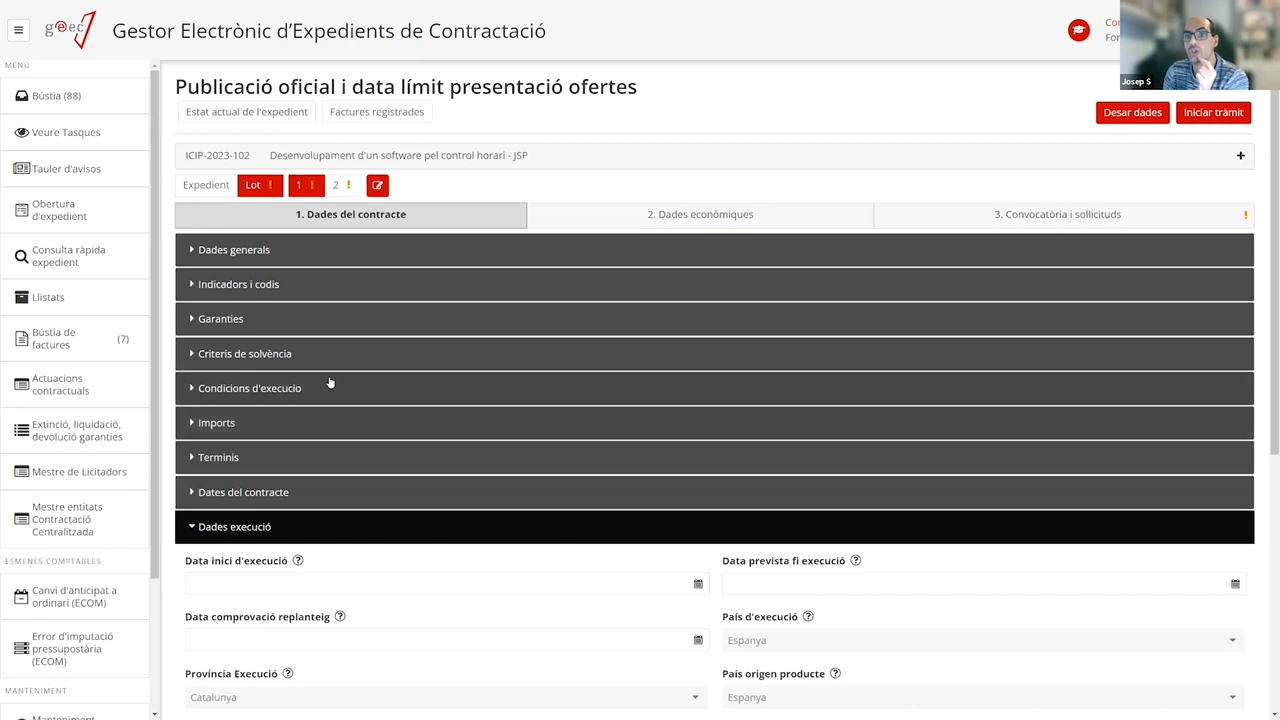 geec
Gestor Electrònic d'Expedients de Contractació
Josep S
MENÚ
Bústia (88)
Veure Tasques
Tauler d'avisos
Obertura
d'expedient
Consulta ràpida
expedient
Llistats
Bústia de
factures
(7)
Actuacions
contractuals
Extinció, liquidació,
devolució garanties
Mestre de Licitadors
Mestre entitats
Contractació
Centralitzada
ESMENES COMPTABLES
Canvi d'anticipat a
ordinari (ECOM)
Error d'imputació
pressupostària
(ECOM)
MANTENIMENT
Manteniment
Publicació oficial i data límit presentació ofertes
Estat actual de l'expedient
Factures registrades
Desar dades
Iniciar tràmit
ICIP-2023-102 Desenvolupament d'un software pel control horari - JSP
Expedient Lot ! 1 ! 2 !
1. Dades del contracte
2. Dades econòmiques
3. Convocatòria i sol·licituds !
Dades generals
Indicadors i codis
Garanties
Criteris de solvència
Condicions d'execucio
Imports
Terminis
Dates del contracte
Dades execució
Data inici d'execució
Data prevista fi execució
Data comprovació replanteig
País d'execució
Espanya
Província Execució
País origen producte
Catalunya
Espanya